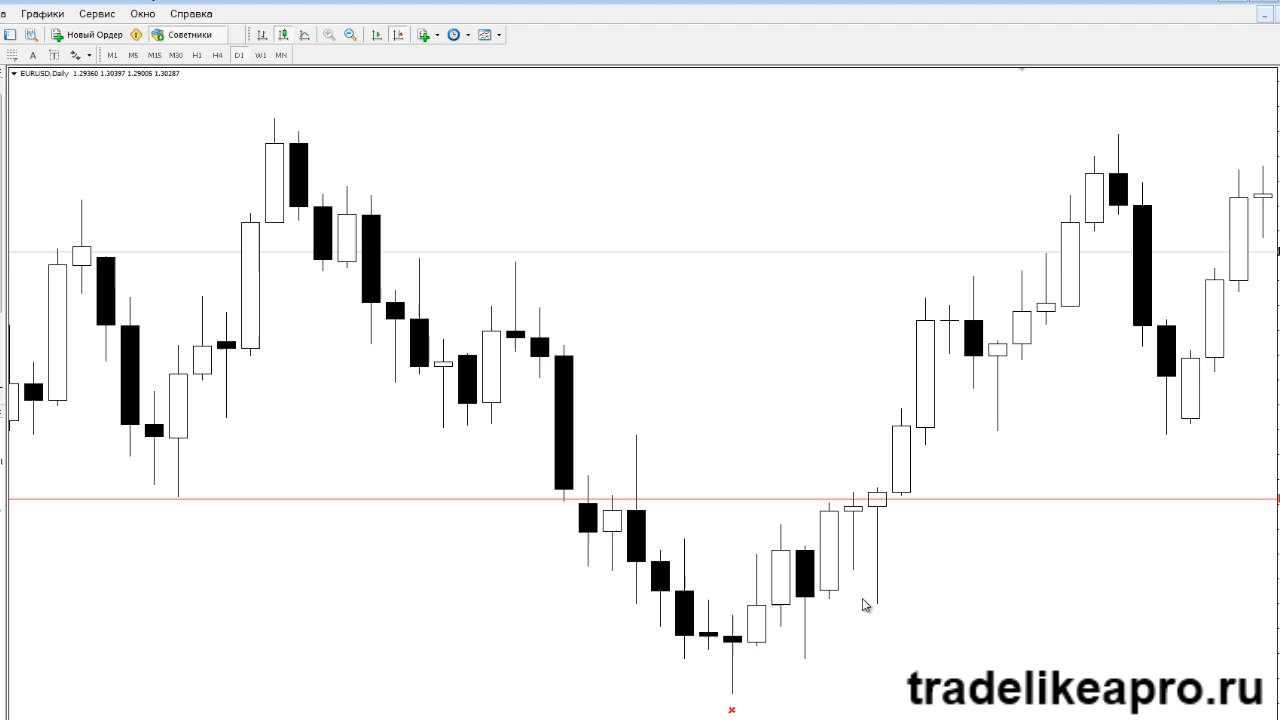 Графики Сервис Окно Справка
Новый Ордер Советники
A T M1 M5 M15 M30 H1 H4 D1 W1 MN
EURUSD,Daily 1.29360 1.30397 1.29005 1.30287
tradelikeapro.ru